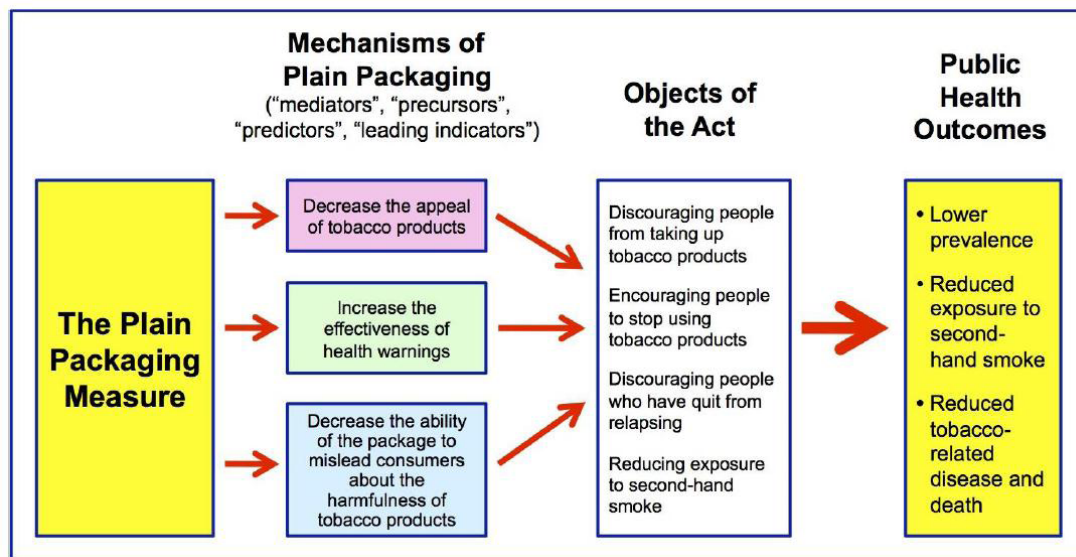 Mechanisms of
Plain Packaging
(“mediators”, “precursors”,
“predictors”, “leading indicators”)
Objects of
the Act
Public
Health
Outcomes
The Plain
Packaging
Measure
Decrease the appeal
of tobacco products
Increase the
effectiveness of
health warnings
Decrease the ability
of the package to
mislead consumers
about the
harmfulness of
tobacco products
Discouraging people
from taking up
tobacco products
Encouraging people
to stop using
tobacco products
Discouraging people
who have quit from
relapsing
Reducing exposure
to second-hand
smoke
• Lower
prevalence
• Reduced
exposure to
second-
hand smoke
• Reduced
tobacco-
related
disease and
death